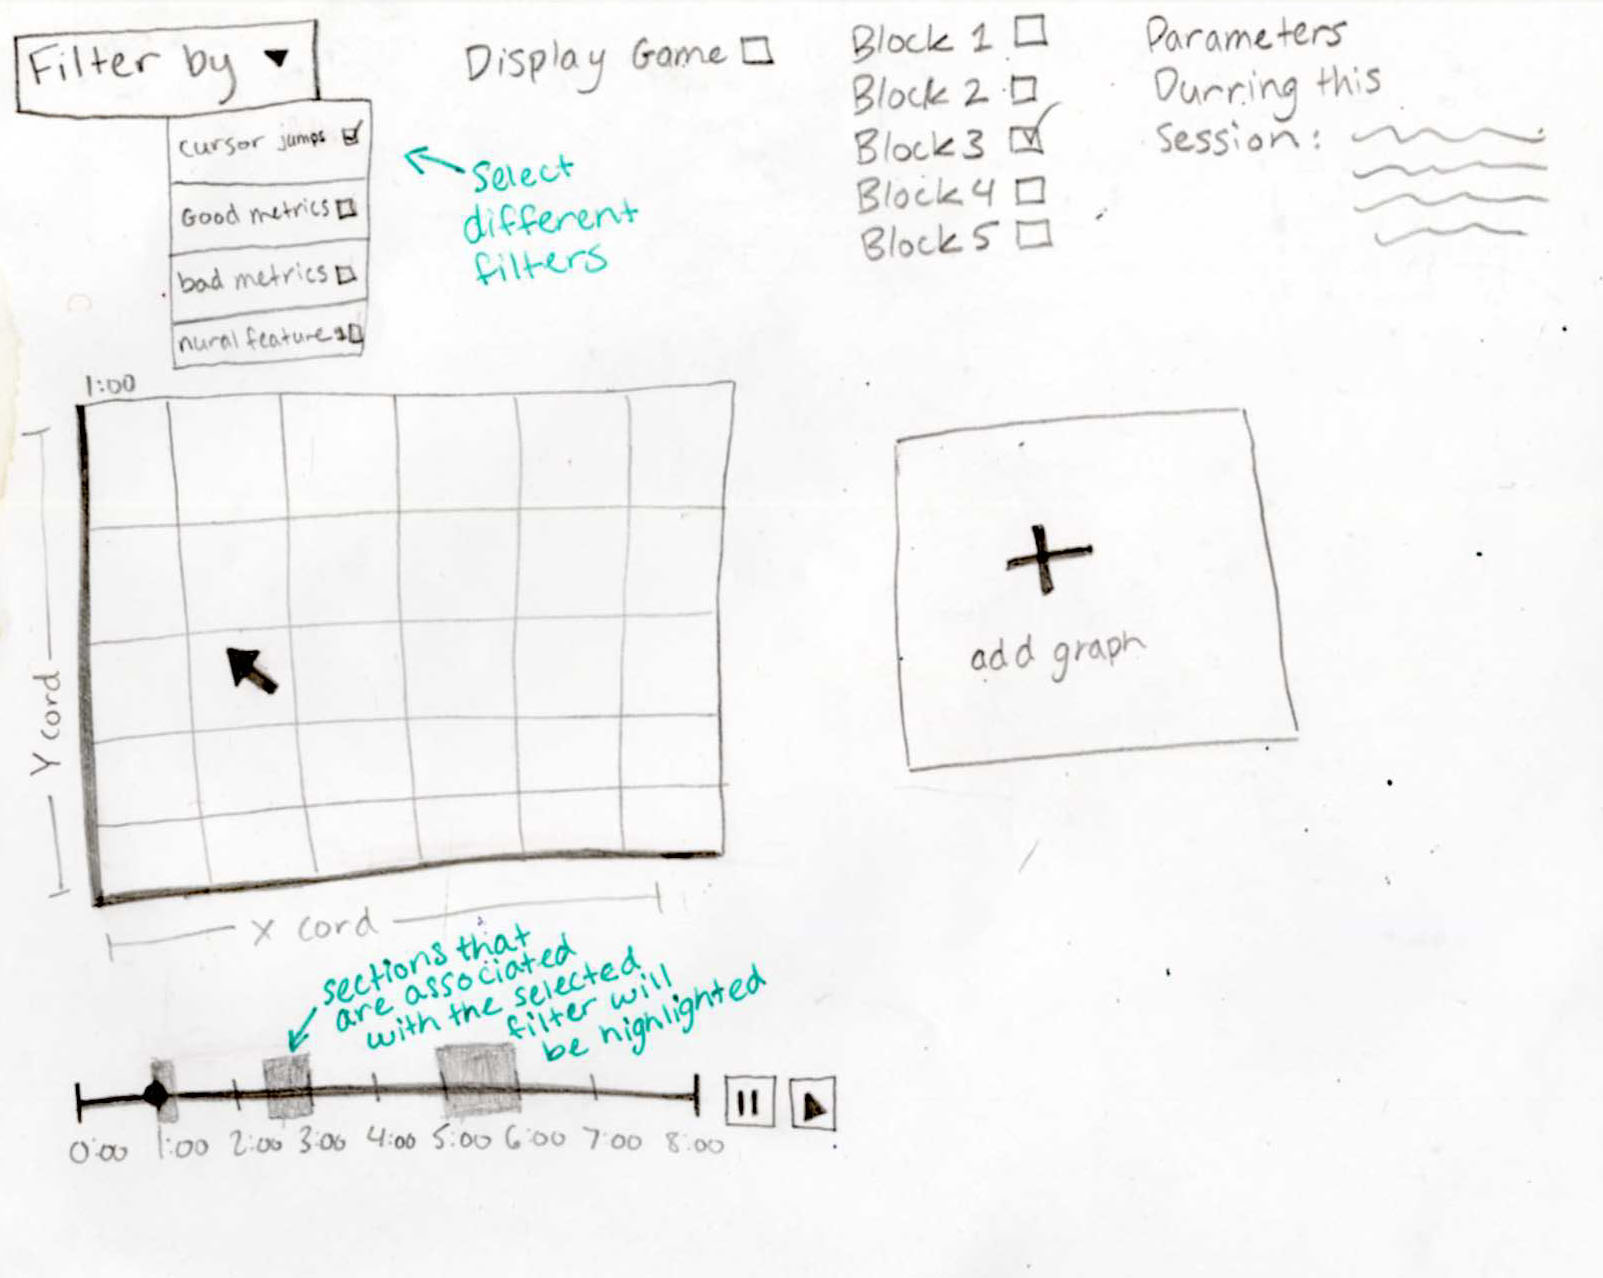 Filter by
cursor jumps
Good metrics
bad metrics
nural feature 1
Select
different
filters
Display Game
Block 1
Block 2
Block 3
Block 4
Block 5
Parameters
Durring this
Session:
1:00
Y cord
X cord
add graph
sections that
are associated
with the selected
filter will
be highlighted
0:00 1:00 2:00 3:00 4:00 5:00 6:00 7:00 8:00